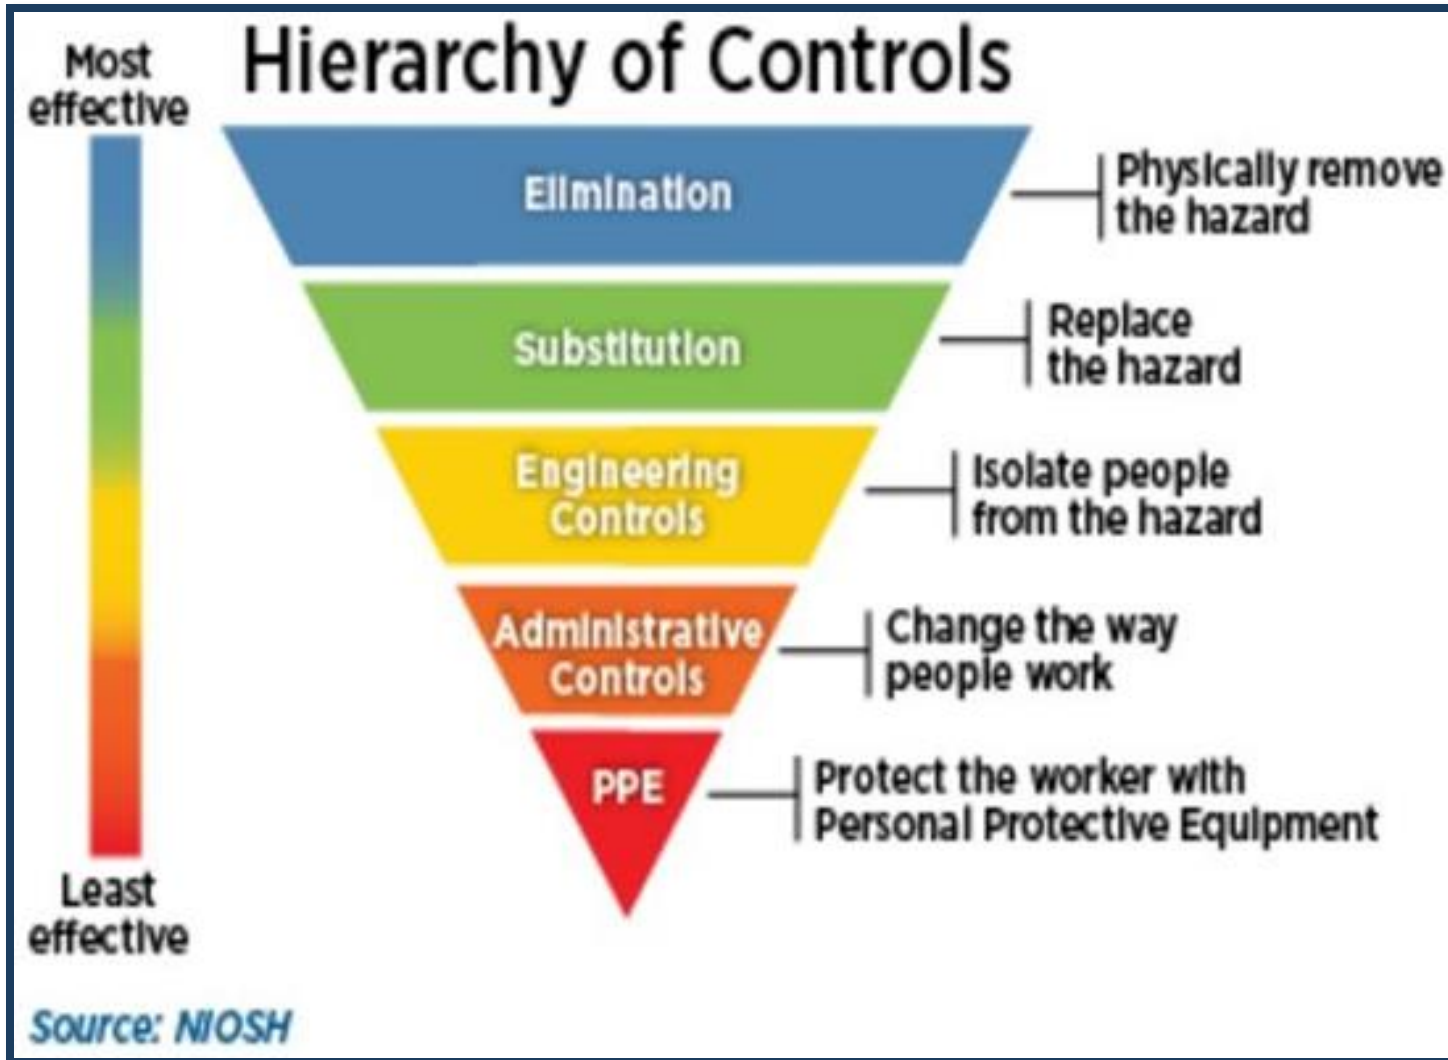 Hierarchy of Controls
Most
effective
Elimination
Physically remove
the hazard
Substitution
Replace
the hazard
Engineering
Controls
Isolate people
from the hazard
Administrative
Controls
Change the way
people work
PPE
Protect the worker with
Personal Protective Equipment
Least
effective
Source: NIOSH